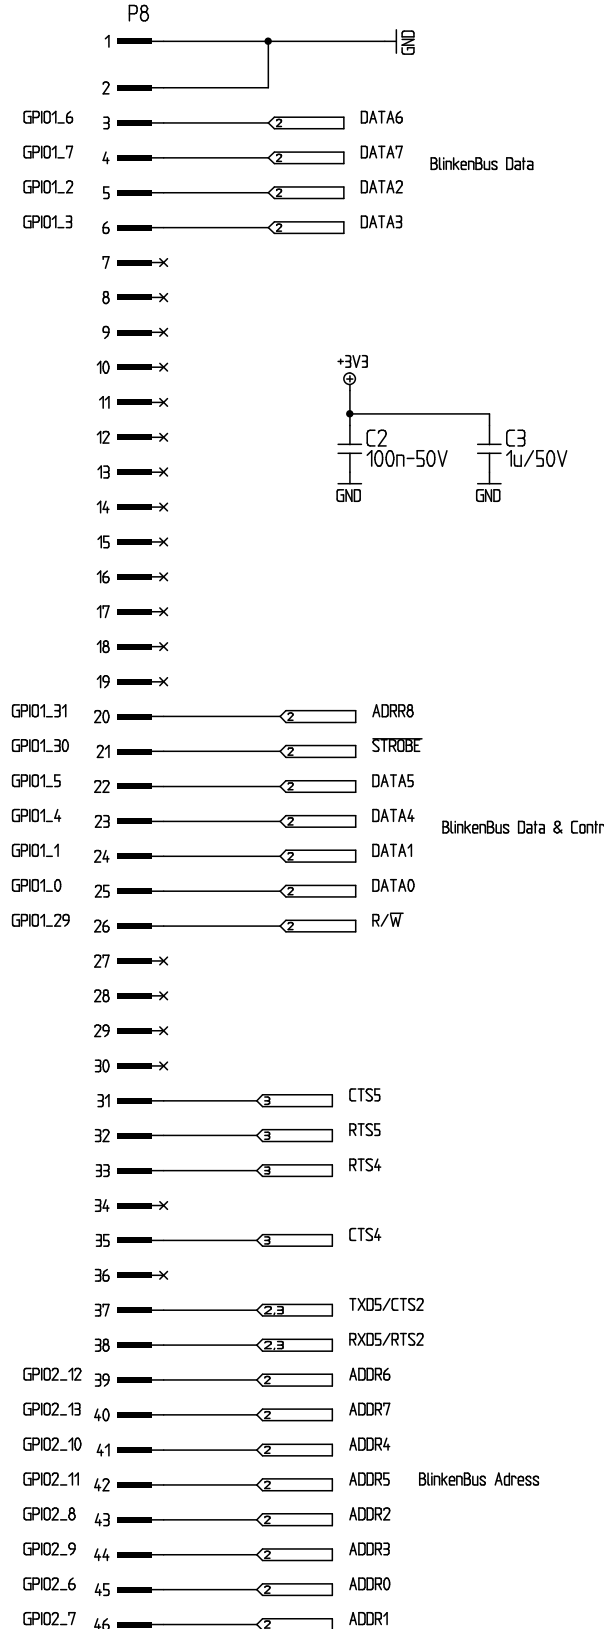 P8
1
GND
2
GPIO1_6 3 2 DATA6
GPIO1_7 4 2 DATA7
BlinkenBus Data
GPIO1_2 5 2 DATA2
GPIO1_3 6 2 DATA3
7
8
9
+3V3
10
11
12 C2 C3
100n-50V 1u/50V
13
GND GND
14
15
16
17
18
19
GPIO1_31 20 2 ADRR8
GPIO1_30 21 2 STROBE
GPIO1_5 22 2 DATA5
GPIO1_4 23 2 DATA4
BlinkenBus Data & Contr
GPIO1_1 24 2 DATA1
GPIO1_0 25 2 DATA0
GPIO1_29 26 2 R/W
27
28
29
30
31 3 CTS5
32 3 RTS5
33 3 RTS4
34
35 3 CTS4
36
37 2,3 TXD5/CTS2
38 2,3 RXD5/RTS2
GPIO2_12 39 2 ADDR6
GPIO2_13 40 2 ADDR7
GPIO2_10 41 2 ADDR4
GPIO2_11 42 2 ADDR5 BlinkenBus Adress
GPIO2_8 43 2 ADDR2
GPIO2_9 44 2 ADDR3
GPIO2_6 45 2 ADDR0
GPIO2_7 46 2 ADDR1